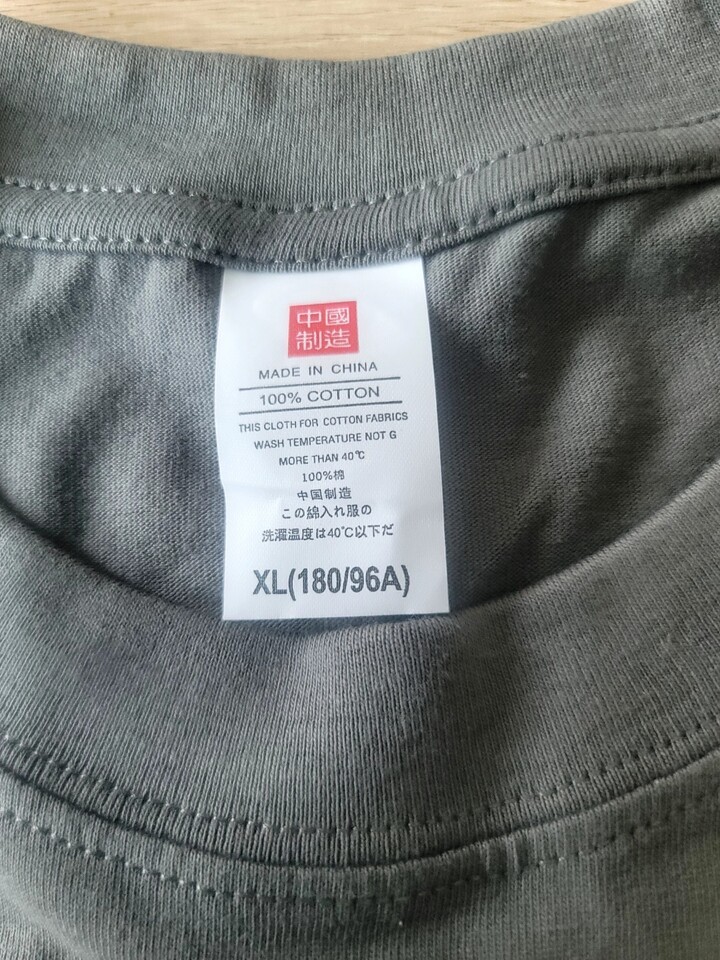 中國
制造
MADE IN CHINA
100% COTTON
THIS CLOTH FOR COTTON FABRICS
WASH TEMPERATURE NOT G
MORE THAN 40℃
100%棉
中国制造
この綿入れ服の
洗濯温度は40℃以下だ
XL(180/96A)